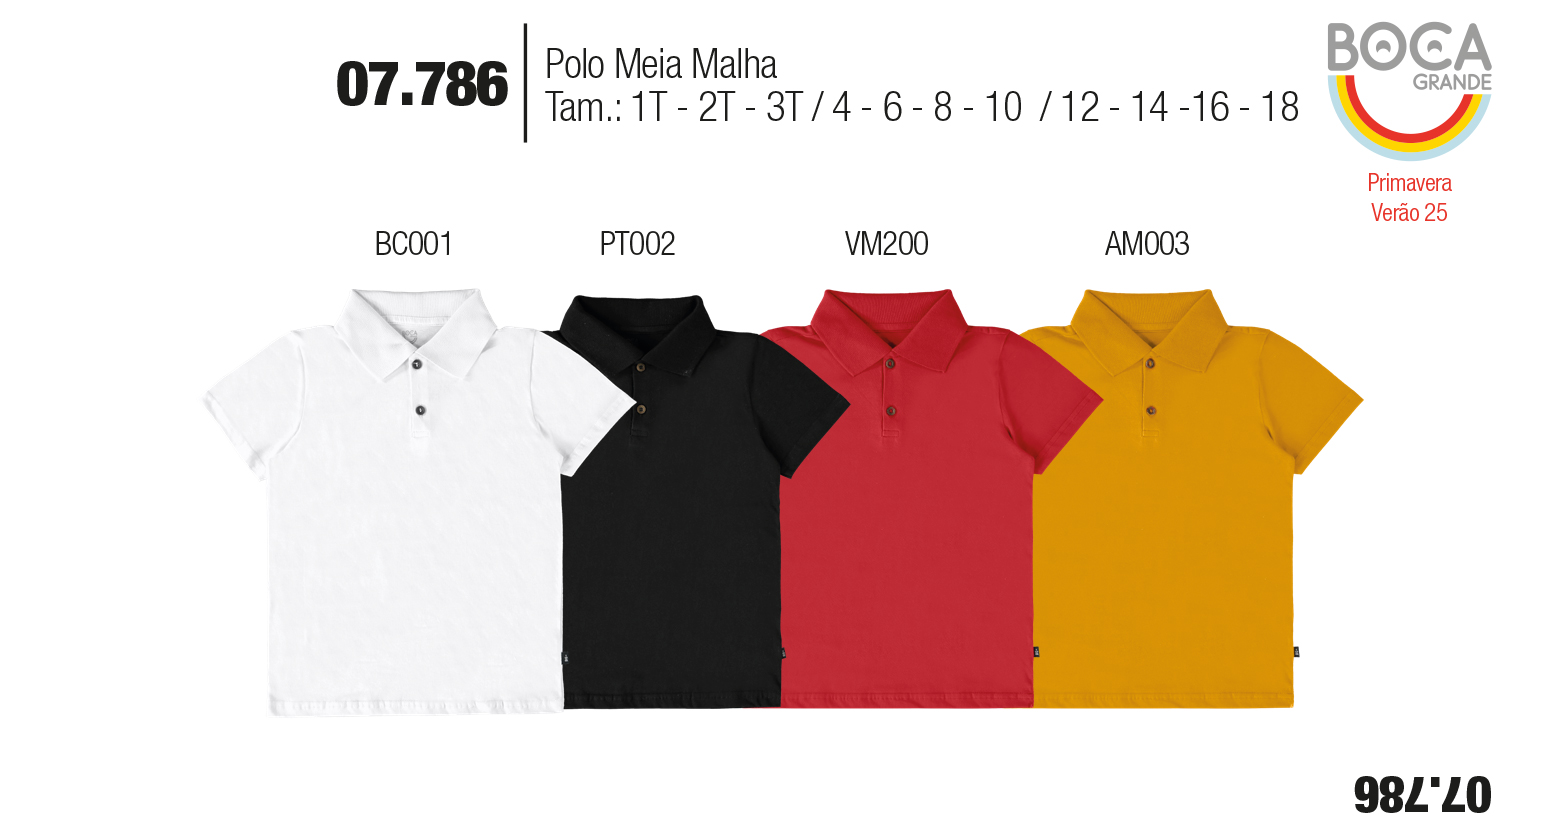 07.786
Polo Meia Malha
Tam.: 1T - 2T - 3T / 4 - 6 - 8 - 10 / 12 - 14 -16 - 18
BOCA
GRANDE
Primavera
Verão 25
BC001
PT002
VM200
AM003
07.786